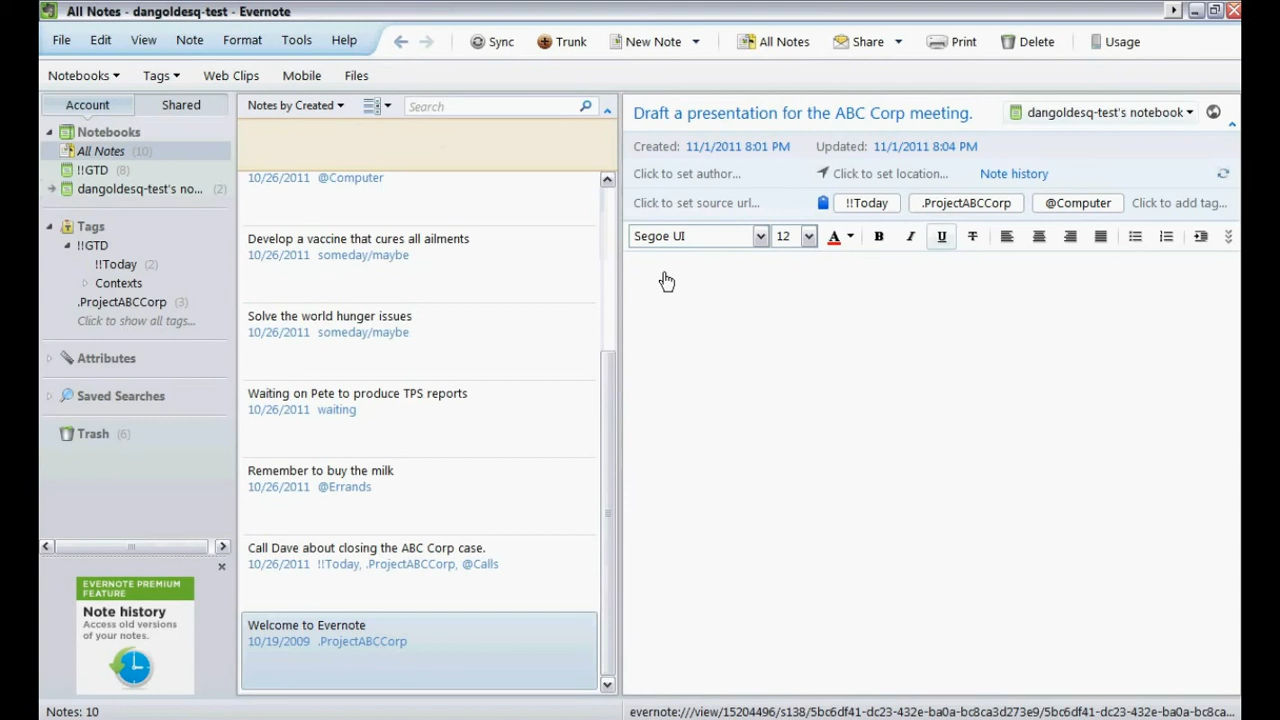 All Notes - dangoldesq-test - Evernote
File Edit View Note Format Tools Help
Sync Trunk New Note All Notes Share Print Delete Usage
Notebooks Tags Web Clips Mobile Files
Account Shared
Notebooks
All Notes (10)
!!GTD (8)
dangoldesq-test's no... (2)
Tags
!!GTD
!!Today (2)
Contexts
.ProjectABCCorp (3)
Click to show all tags...
Attributes
Saved Searches
Trash (6)
EVERNOTE PREMIUM
FEATURE
Note history
Access old versions
of your notes.
Notes by Created
Search
10/26/2011 @Computer
Develop a vaccine that cures all ailments
10/26/2011 someday/maybe
Solve the world hunger issues
10/26/2011 someday/maybe
Waiting on Pete to produce TPS reports
10/26/2011 waiting
Remember to buy the milk
10/26/2011 @Errands
Call Dave about closing the ABC Corp case.
10/26/2011 !!Today, .ProjectABCCorp, @Calls
Welcome to Evernote
10/19/2009 .ProjectABCCorp
Draft a presentation for the ABC Corp meeting. dangoldesq-test's notebook
Created: 11/1/2011 8:01 PM Updated: 11/1/2011 8:04 PM
Click to set author... Click to set location... Note history
Click to set source url... !!Today .ProjectABCCorp @Computer Click to add tag...
Segoe UI 12 A B I U T
Notes: 10
evernote:///view/15204496/s138/5bc6df41-dc23-432e-ba0a-bc8ca3d273e9/5bc6df41-dc23-432e-ba0a-bc8ca...